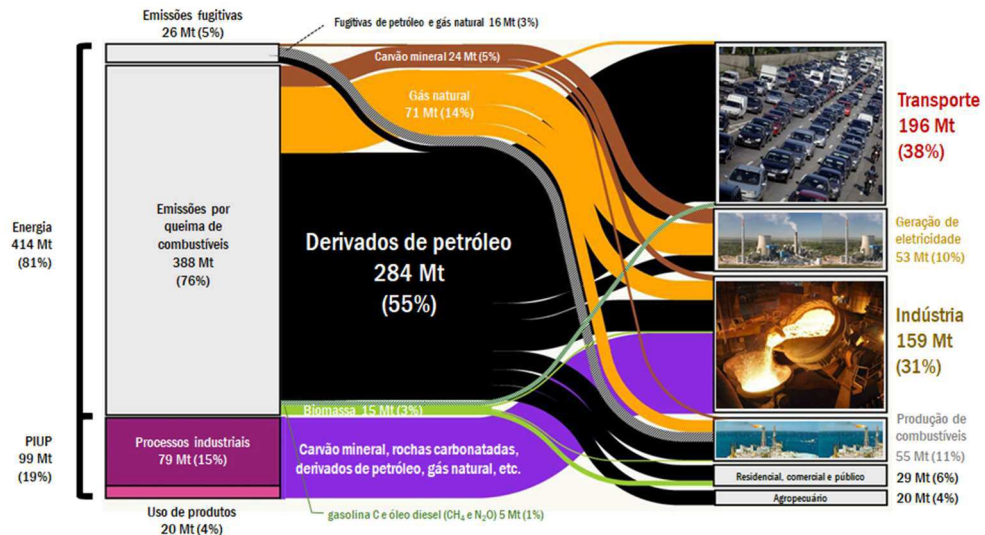 Emissões fugitivas
26 Mt (5%)
Fugitivas de petróleo e gás natural 16 Mt (3%)
Carvão mineral 24 Mt (5%)
Gás natural
71 Mt (14%)
Transporte
196 Mt
(38%)
Energia
414 Mt
(81%)
Emissões por
queima de
combustíveis
388 Mt
(76%)
Derivados de petróleo
284 Mt
(55%)
Geração de
eletricidade
53 Mt (10%)
Indústria
159 Mt
(31%)
Biomassa 15 Mt (3%)
PIUP
99 Mt
(19%)
Processos industriais
79 Mt (15%)
Carvão mineral, rochas carbonatadas,
derivados de petróleo, gás natural, etc.
Produção de
combustíveis
55 Mt (11%)
Residencial, comercial e público
29 Mt (6%)
Agropecuário
20 Mt (4%)
Uso de produtos
20 Mt (4%)
gasolina C e óleo diesel (CH₄ e N₂O) 5 Mt (1%)